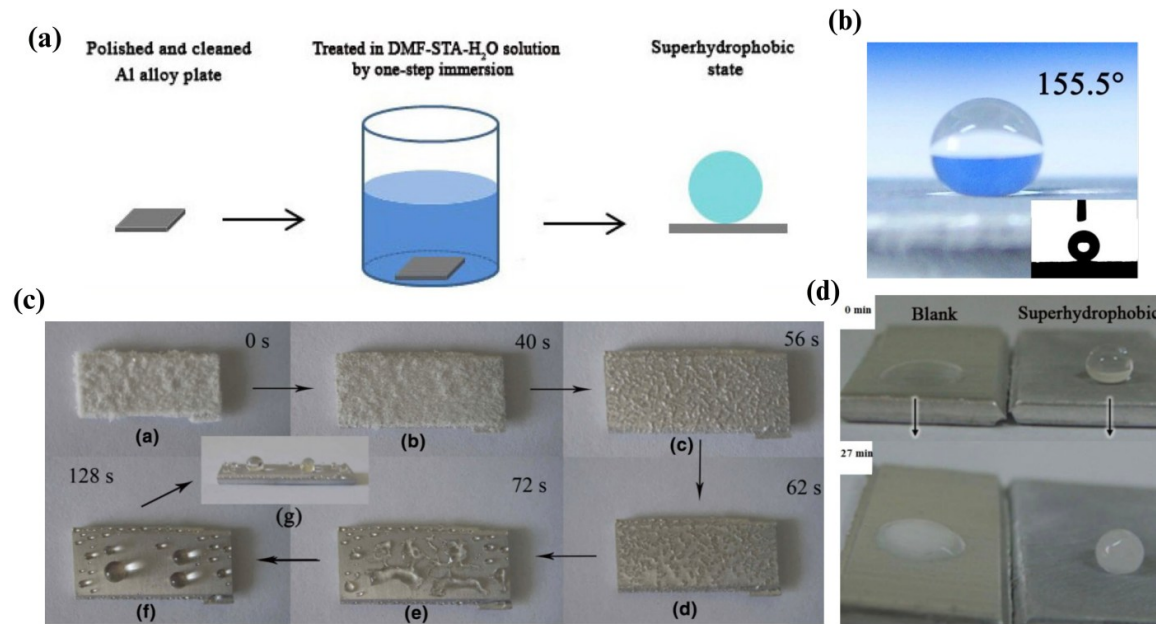 (a)
Polished and cleaned
Al alloy plate
Treated in DMF-STA-H₂O solution
by one-step immersion
Superhydrophobic
state
(b)
155.5°
(c)
0 s
(a)
40 s
(b)
56 s
(c)
128 s
(f)
(g)
72 s
(e)
62 s
(d)
(d)
0 min
Blank
Superhydrophobic
27 min